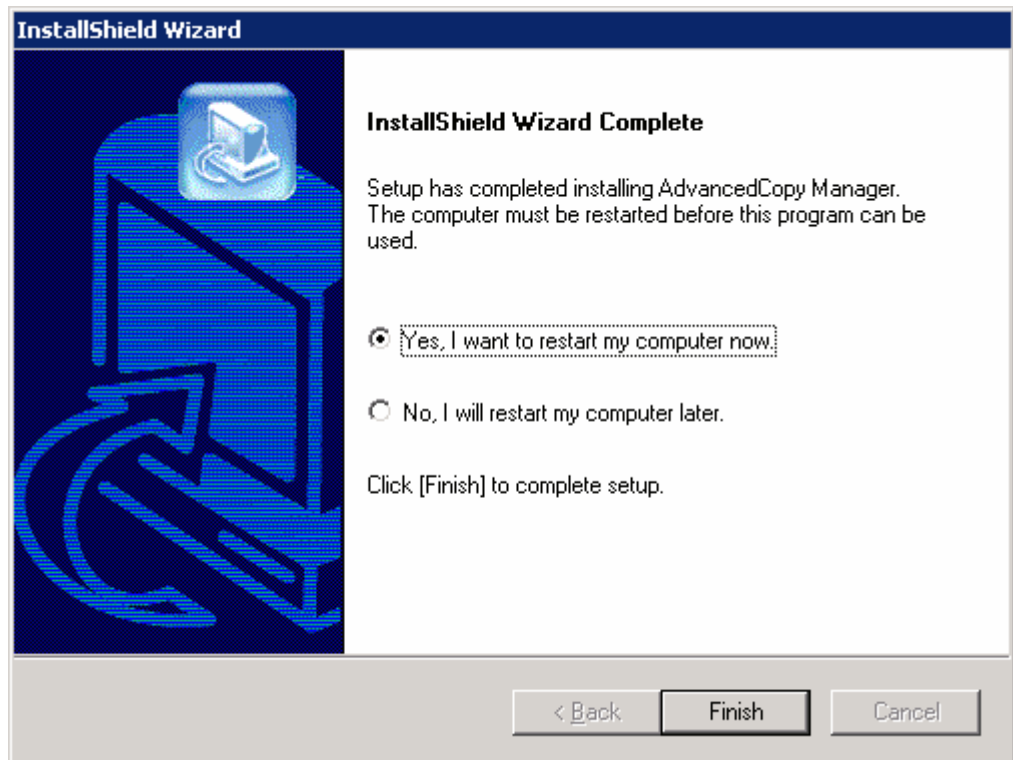 InstallShield Wizard
InstallShield Wizard Complete
Setup has completed installing AdvancedCopy Manager.
The computer must be restarted before this program can be
used.
Yes, I want to restart my computer now.
No, I will restart my computer later.
Click [Finish] to complete setup.
< Back
Finish
Cancel